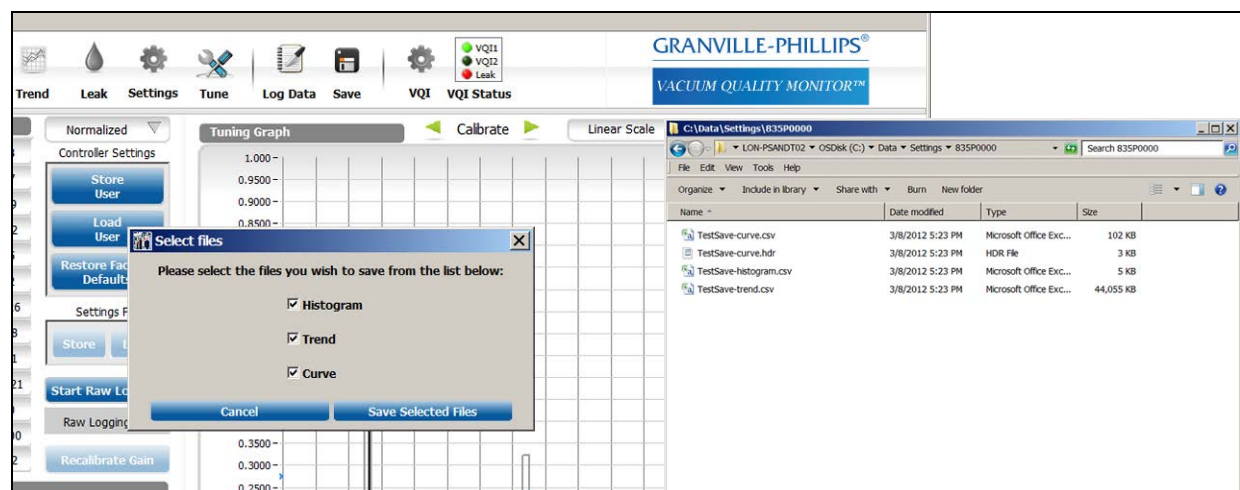 VQI1
VQI2
Leak
Trend Leak Settings Tune Log Data Save VQI VQI Status
GRANVILLE-PHILLIPS®
VACUUM QUALITY MONITOR™
Normalized
Controller Settings
Store
User
Load
User
Restore
Defaults
Settings
Store
Start Raw
Raw Logging
Recalibrate Gain
Tuning Graph
Calibrate
Linear Scale
1.000
0.9500
0.9000
0.8500
0.3500
0.3000
0.2500
Select files
Please select the files you wish to save from the list below:
Histogram
Trend
Curve
Cancel Save Selected Files
C:\Data\Settings\835P0000
LON-PSANDT02 OSDisk (C:) Data Settings 835P0000
Search 835P0000
File Edit View Tools Help
Organize Include in library Share with Burn New folder
Name Date modified Type Size
TestSave-curve.csv 3/8/2012 5:23 PM Microsoft Office Exc... 102 KB
TestSave-curve.hdr 3/8/2012 5:23 PM HDR File 3 KB
TestSave-histogram.csv 3/8/2012 5:23 PM Microsoft Office Exc... 5 KB
TestSave-trend.csv 3/8/2012 5:23 PM Microsoft Office Exc... 44,055 KB